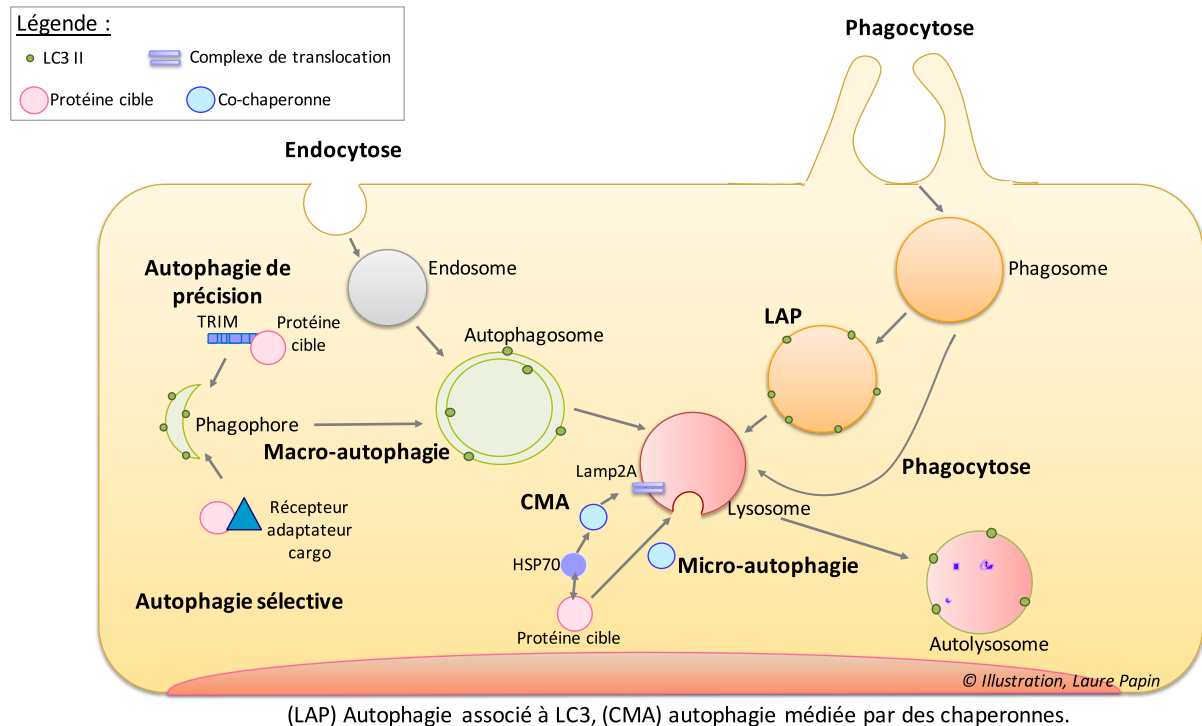 Légende :
LC3 II
Complexe de translocation
Protéine cible
Co-chaperonne
Phagocytose
Endocytose
Endosome
Phagosome
Autophagie de
précision
TRIM
Protéine
cible
Autophagosome
LAP
Phagophore
Macro-autophagie
Lamp2A
Phagocytose
CMA
Lysosome
Récepteur
adaptateur
cargo
HSP70
Micro-autophagie
Autophagie sélective
Protéine cible
Autolysosome
© Illustration, Laure Papin
(LAP) Autophagie associé à LC3, (CMA) autophagie médiée par des chaperonnes.